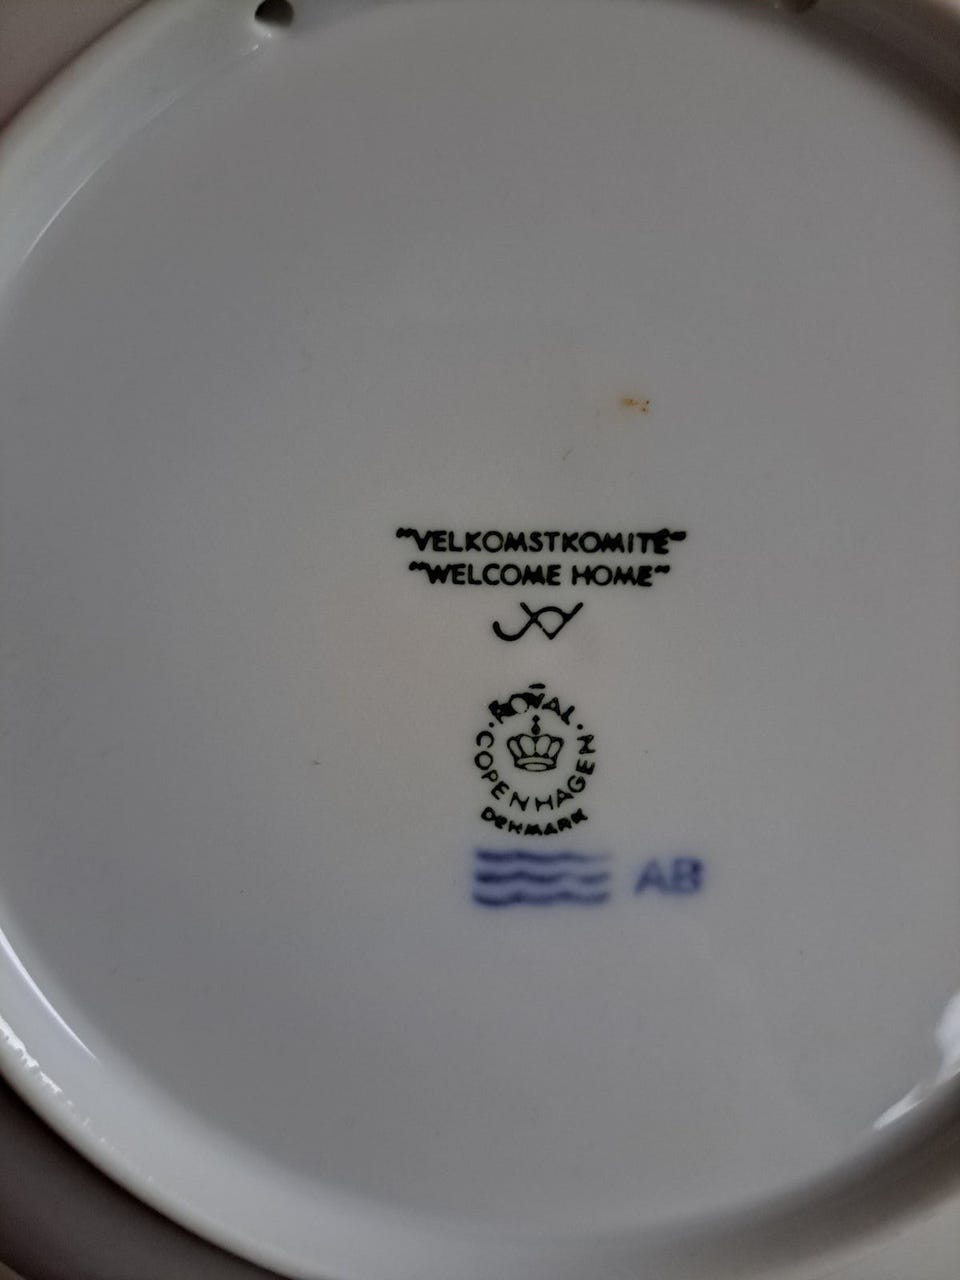 "VELKOMSTKOMITÉ"
"WELCOME HOME"
ROYAL
COPENHAGEN
DENMARK
AB